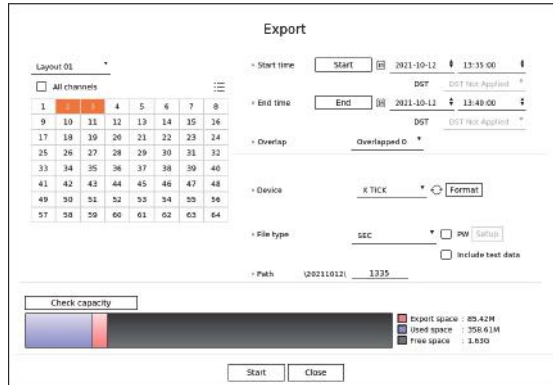 Export
Layout 01
All channels
1 2 3 4 5 6 7 8
9 10 11 12 13 14 15 16
17 18 19 20 21 22 23 24
25 26 27 28 29 30 31 32
33 34 35 36 37 38 39 40
41 42 43 44 45 46 47 48
49 50 51 52 53 54 55 56
57 58 59 60 61 62 63 64
Start time Start 2021-10-12 13:35:00
DST DST Not Applied
End time End 2021-10-12 13:40:00
DST DST Not Applied
Overlap Overlapped 0
Device X TICK Format
File type SEC PW Setup
Include text data
Path \20211012\ 1335
Check capacity
Export space : 85.42M
Used space : 358.61M
Free space : 1.63G
Start Close